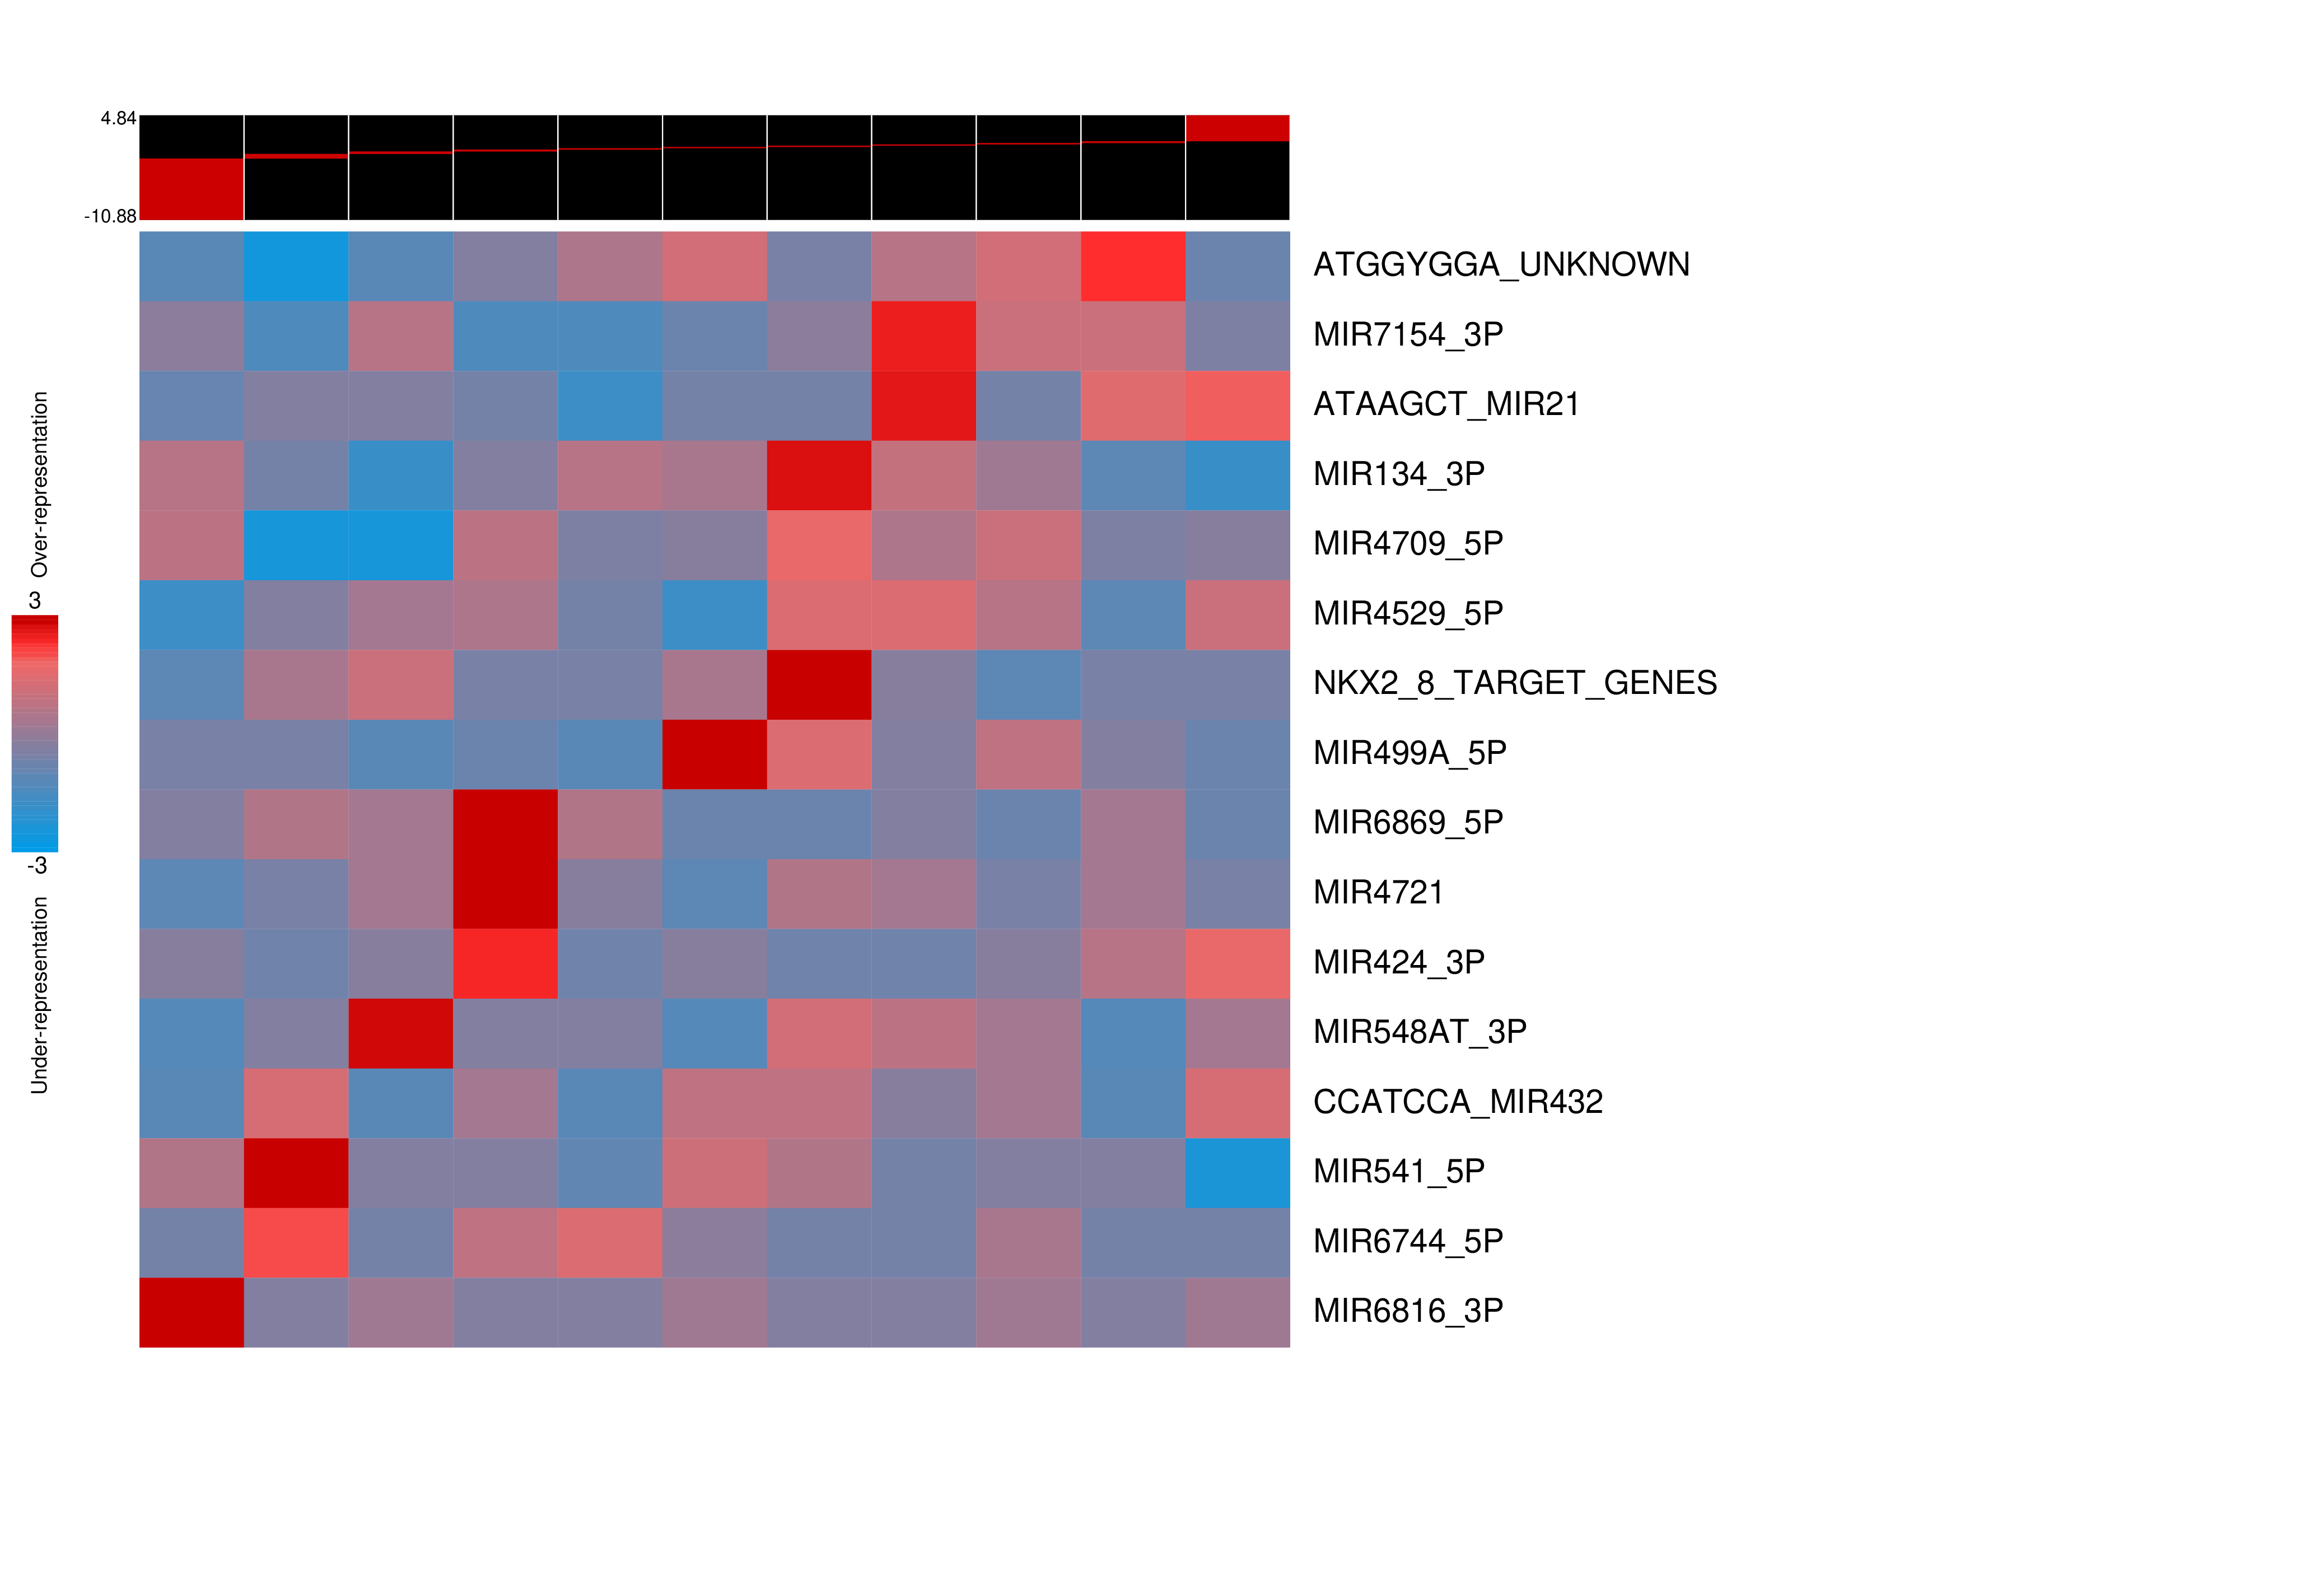 4.84
-10.88
Over-representation
3
-3
Under-representation
ATGGYGGA_UNKNOWN
MIR7154_3P
ATAAGCT_MIR21
MIR134_3P
MIR4709_5P
MIR4529_5P
NKX2_8_TARGET_GENES
MIR499A_5P
MIR6869_5P
MIR4721
MIR424_3P
MIR548AT_3P
CCATCCA_MIR432
MIR541_5P
MIR6744_5P
MIR6816_3P